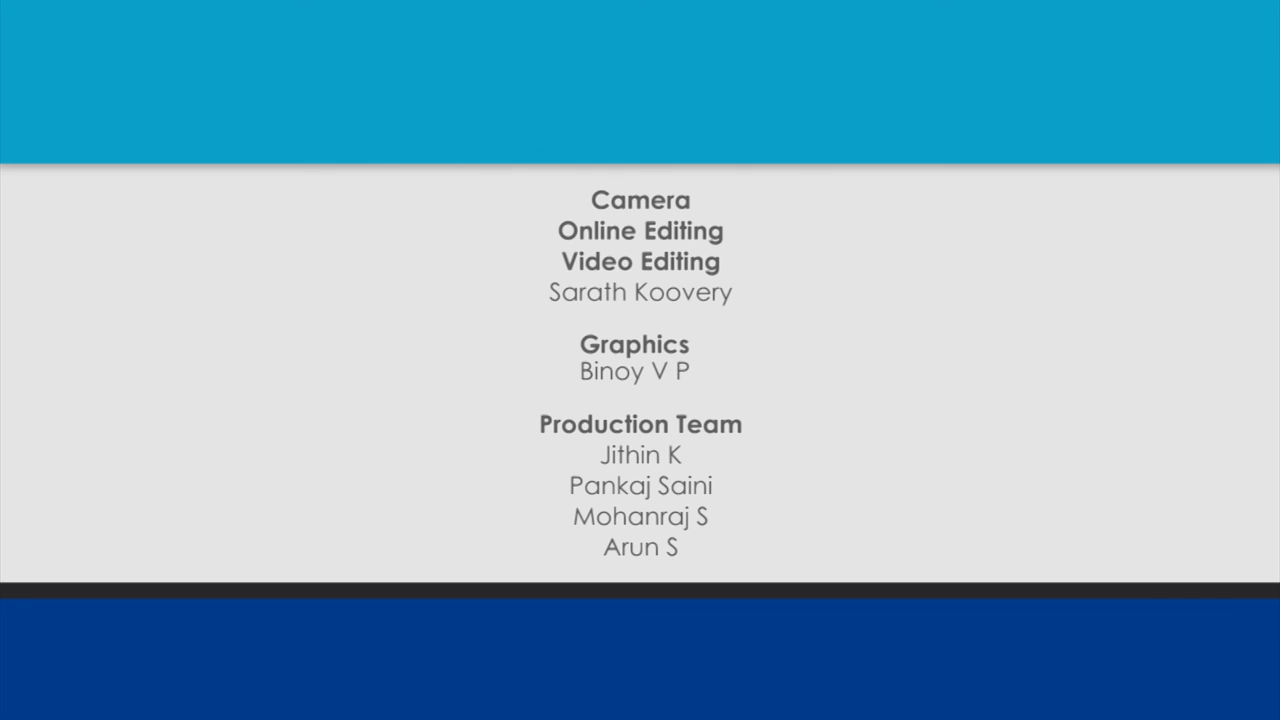 Camera
Online Editing
Video Editing
Sarath Koovery
Graphics
Binoy V P
Production Team
Jithin K
Pankaj Saini
Mohanraj S
Arun S